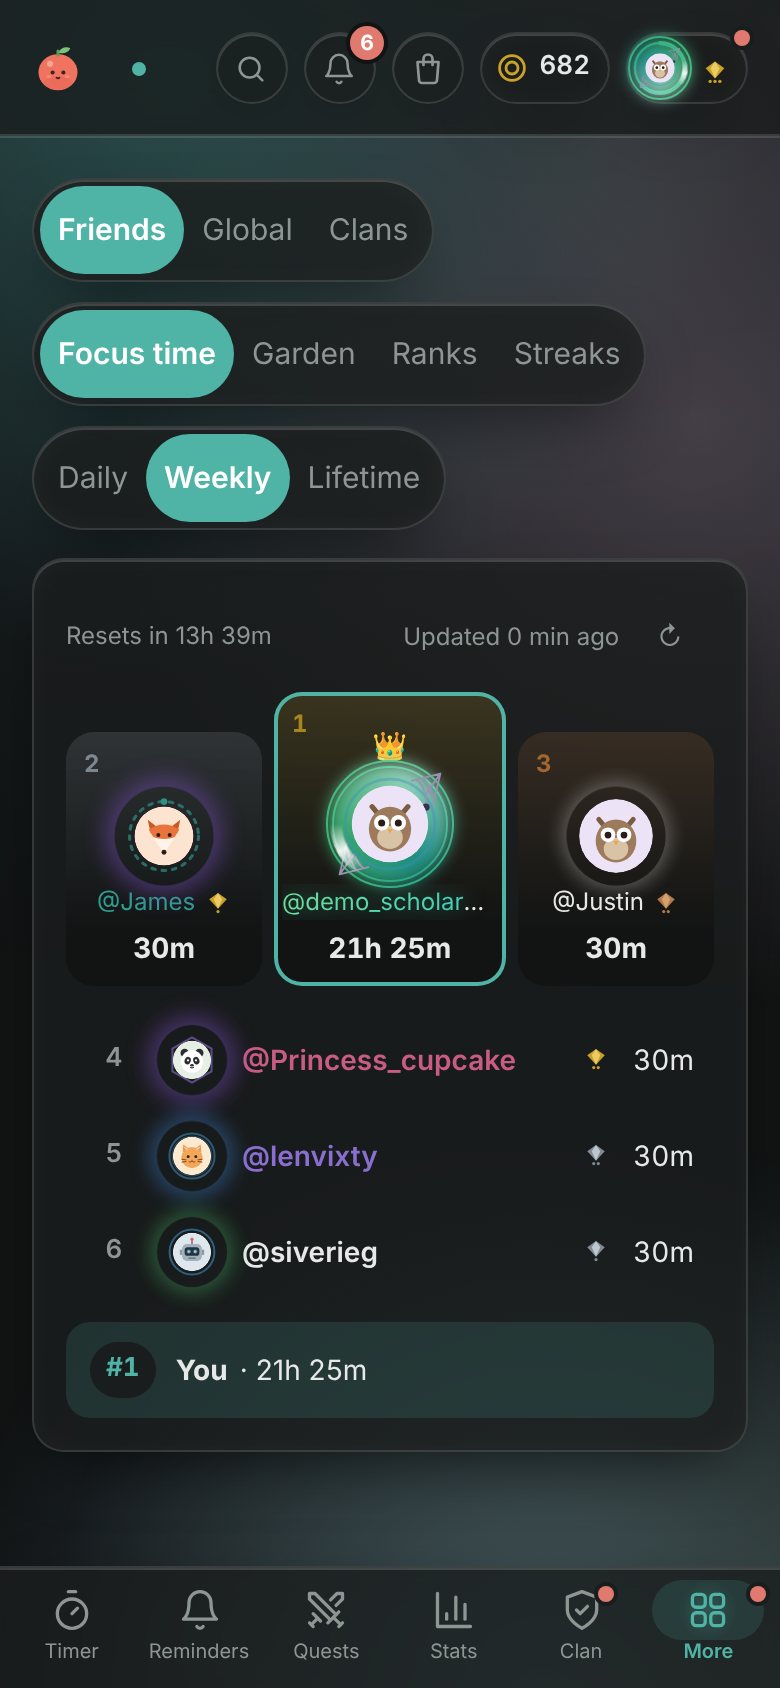 6
682
Friends Global Clans
Focus time Garden Ranks Streaks
Daily Weekly Lifetime
Resets in 13h 39m Updated 0 min ago
2
@James
30m
1
@demo_scholar...
21h 25m
3
@Justin
30m
4 @Princess_cupcake 30m
5 @lenvixty 30m
6 @siverieg 30m
#1 You · 21h 25m
Timer Reminders Quests Stats Clan More